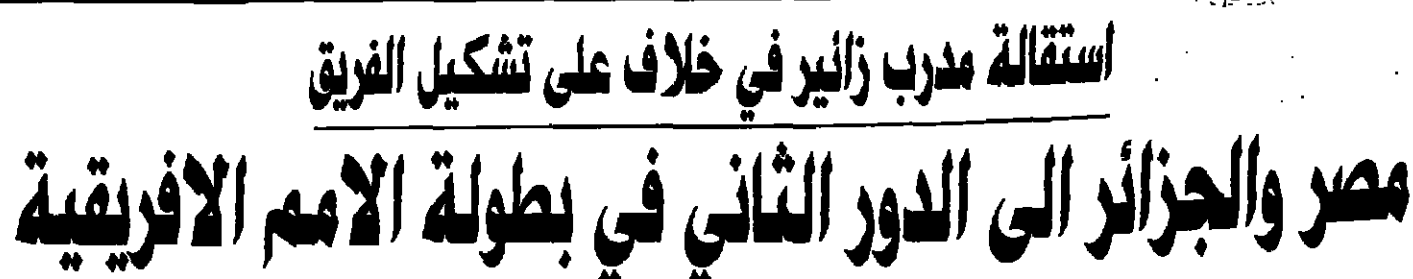 استقالة مدرب زائير في خلاف على تشكيل الفريق
مصر والجزائر الى الدور الثاني في بطولة الامم الافريقية